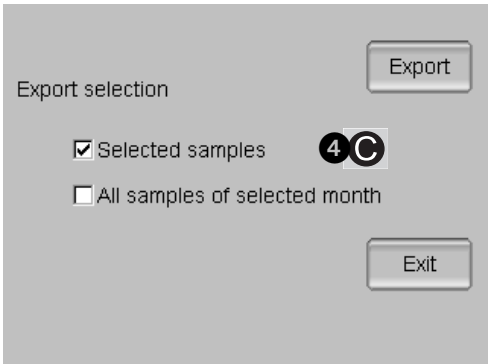 Export
Export selection
Selected samples
4 C
All samples of selected month
Exit